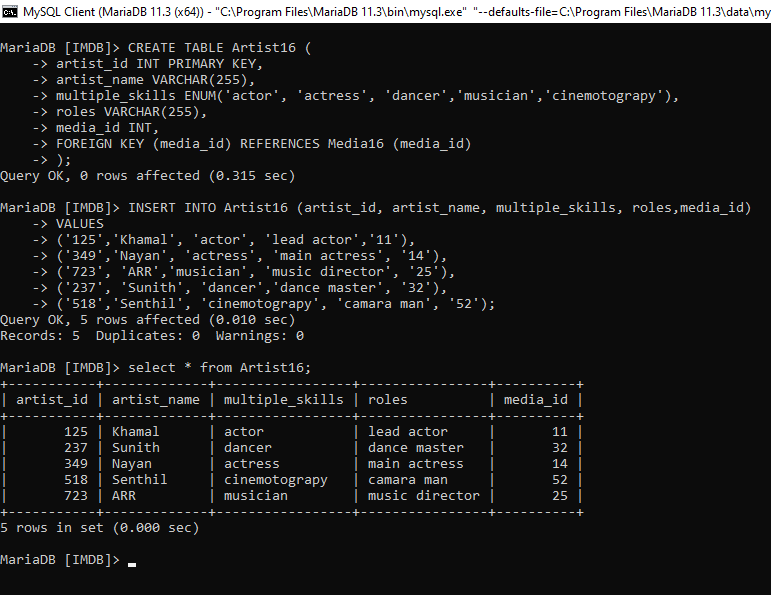 MySQL Client (MariaDB 11.3 (x64)) - "C:\Program Files\MariaDB 11.3\bin\mysql.exe" "--defaults-file=C:\Program Files\MariaDB 11.3\data\my
MariaDB [IMDB]> CREATE TABLE Artist16 (
    -> artist_id INT PRIMARY KEY,
    -> artist_name VARCHAR(255),
    -> multiple_skills ENUM('actor', 'actress', 'dancer','musician','cinemotograpy'),
    -> roles VARCHAR(255),
    -> media_id INT,
    -> FOREIGN KEY (media_id) REFERENCES Media16 (media_id)
    -> );
Query OK, 0 rows affected (0.315 sec)
MariaDB [IMDB]> INSERT INTO Artist16 (artist_id, artist_name, multiple_skills, roles,media_id)
    -> VALUES
    -> ('125','Khamal', 'actor', 'lead actor','11'),
    -> ('349','Nayan', 'actress', 'main actress', '14'),
    -> ('723', 'ARR','musician', 'music director', '25'),
    -> ('237', 'Sunith', 'dancer','dance master', '32'),
    -> ('518','Senthil', 'cinemotograpy', 'camara man', '52');
Query OK, 5 rows affected (0.010 sec)
Records: 5  Duplicates: 0  Warnings: 0
MariaDB [IMDB]> select * from Artist16;
+-----------+-------------+-----------------+----------------+----------+
| artist_id | artist_name | multiple_skills | roles          | media_id |
+-----------+-------------+-----------------+----------------+----------+
|       125 | Khamal      | actor           | lead actor     |       11 |
|       237 | Sunith      | dancer          | dance master   |       32 |
|       349 | Nayan       | actress         | main actress   |       14 |
|       518 | Senthil     | cinemotograpy   | camara man     |       52 |
|       723 | ARR         | musician        | music director |       25 |
+-----------+-------------+-----------------+----------------+----------+
5 rows in set (0.000 sec)
MariaDB [IMDB]> _